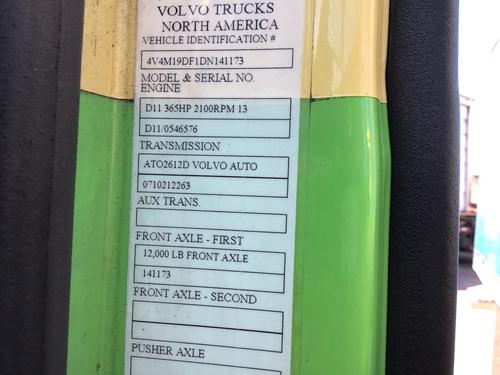 VOLVO TRUCKS
NORTH AMERICA
VEHICLE IDENTIFICATION #
4V4M19DF1DN141173
MODEL & SERIAL NO.
ENGINE
D11 365HP 2100RPM 13
D11/0546576
TRANSMISSION
ATO2612D VOLVO AUTO
0710212263
AUX TRANS.
FRONT AXLE - FIRST
12,000 LB FRONT AXLE
141173
FRONT AXLE - SECOND
PUSHER AXLE